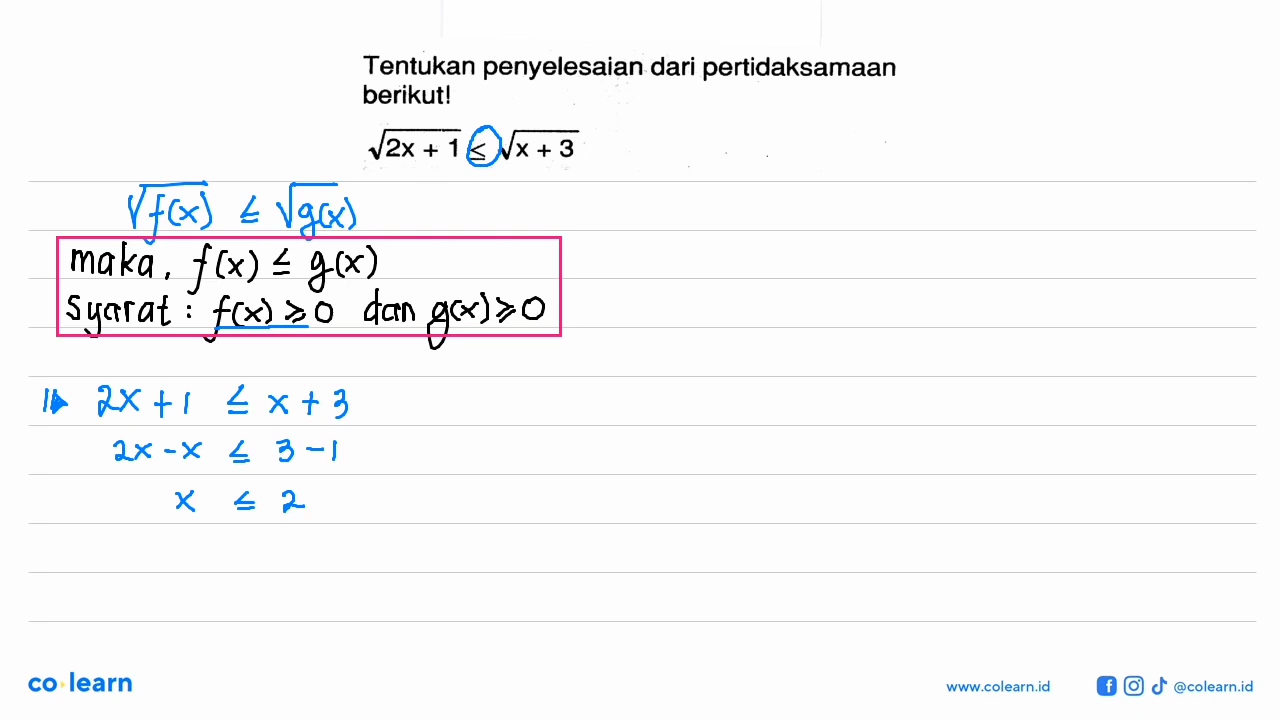 Tentukan penyelesaian dari pertidaksamaan
berikut!
√(2x + 1) ≤ √(x + 3)
√f(x) ≤ √g(x)
maka, f(x) ≤ g(x)
Syarat : f(x) ≥ 0 dan g(x) ≥ 0
2x + 1 ≤ x + 3
2x - x ≤ 3 - 1
x ≤ 2
co learn
www.colearn.id @colearn.id